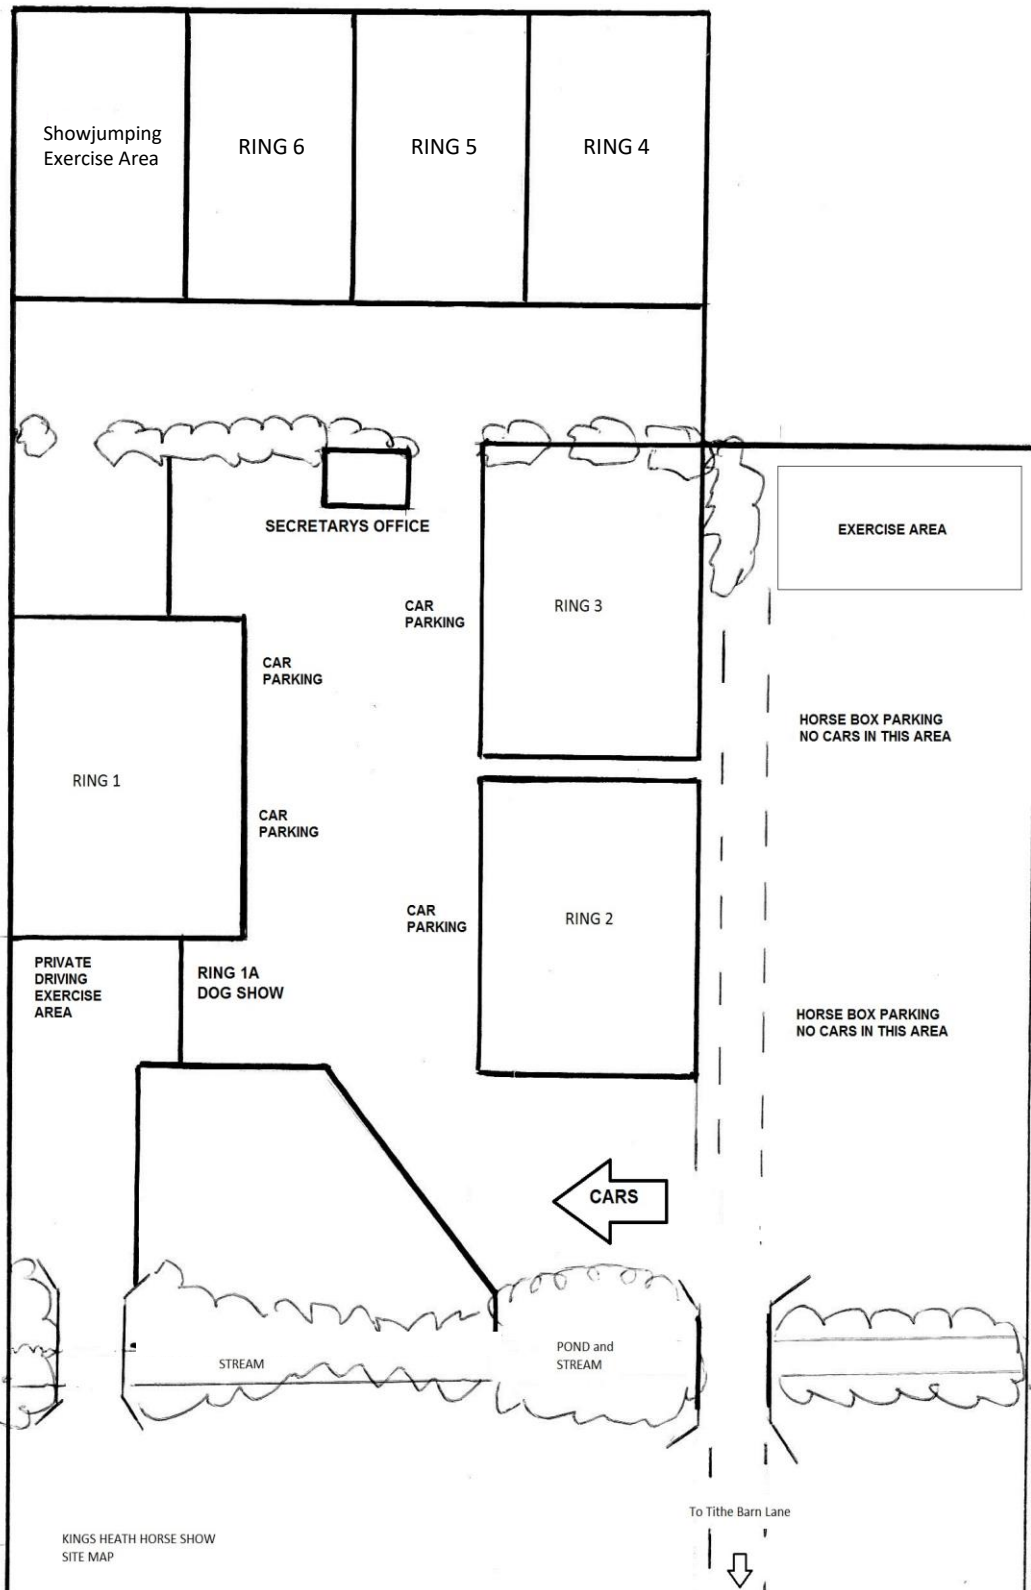 Showjumping
Exercise Area
RING 6
RING 5
RING 4
SECRETARYS OFFICE
EXERCISE AREA
CAR
PARKING
RING 3
CAR
PARKING
HORSE BOX PARKING
NO CARS IN THIS AREA
RING 1
CAR
PARKING
CAR
PARKING
RING 2
PRIVATE
DRIVING
EXERCISE
AREA
RING 1A
DOG SHOW
HORSE BOX PARKING
NO CARS IN THIS AREA
CARS
STREAM
POND and
STREAM
To Tithe Barn Lane
KINGS HEATH HORSE SHOW
SITE MAP